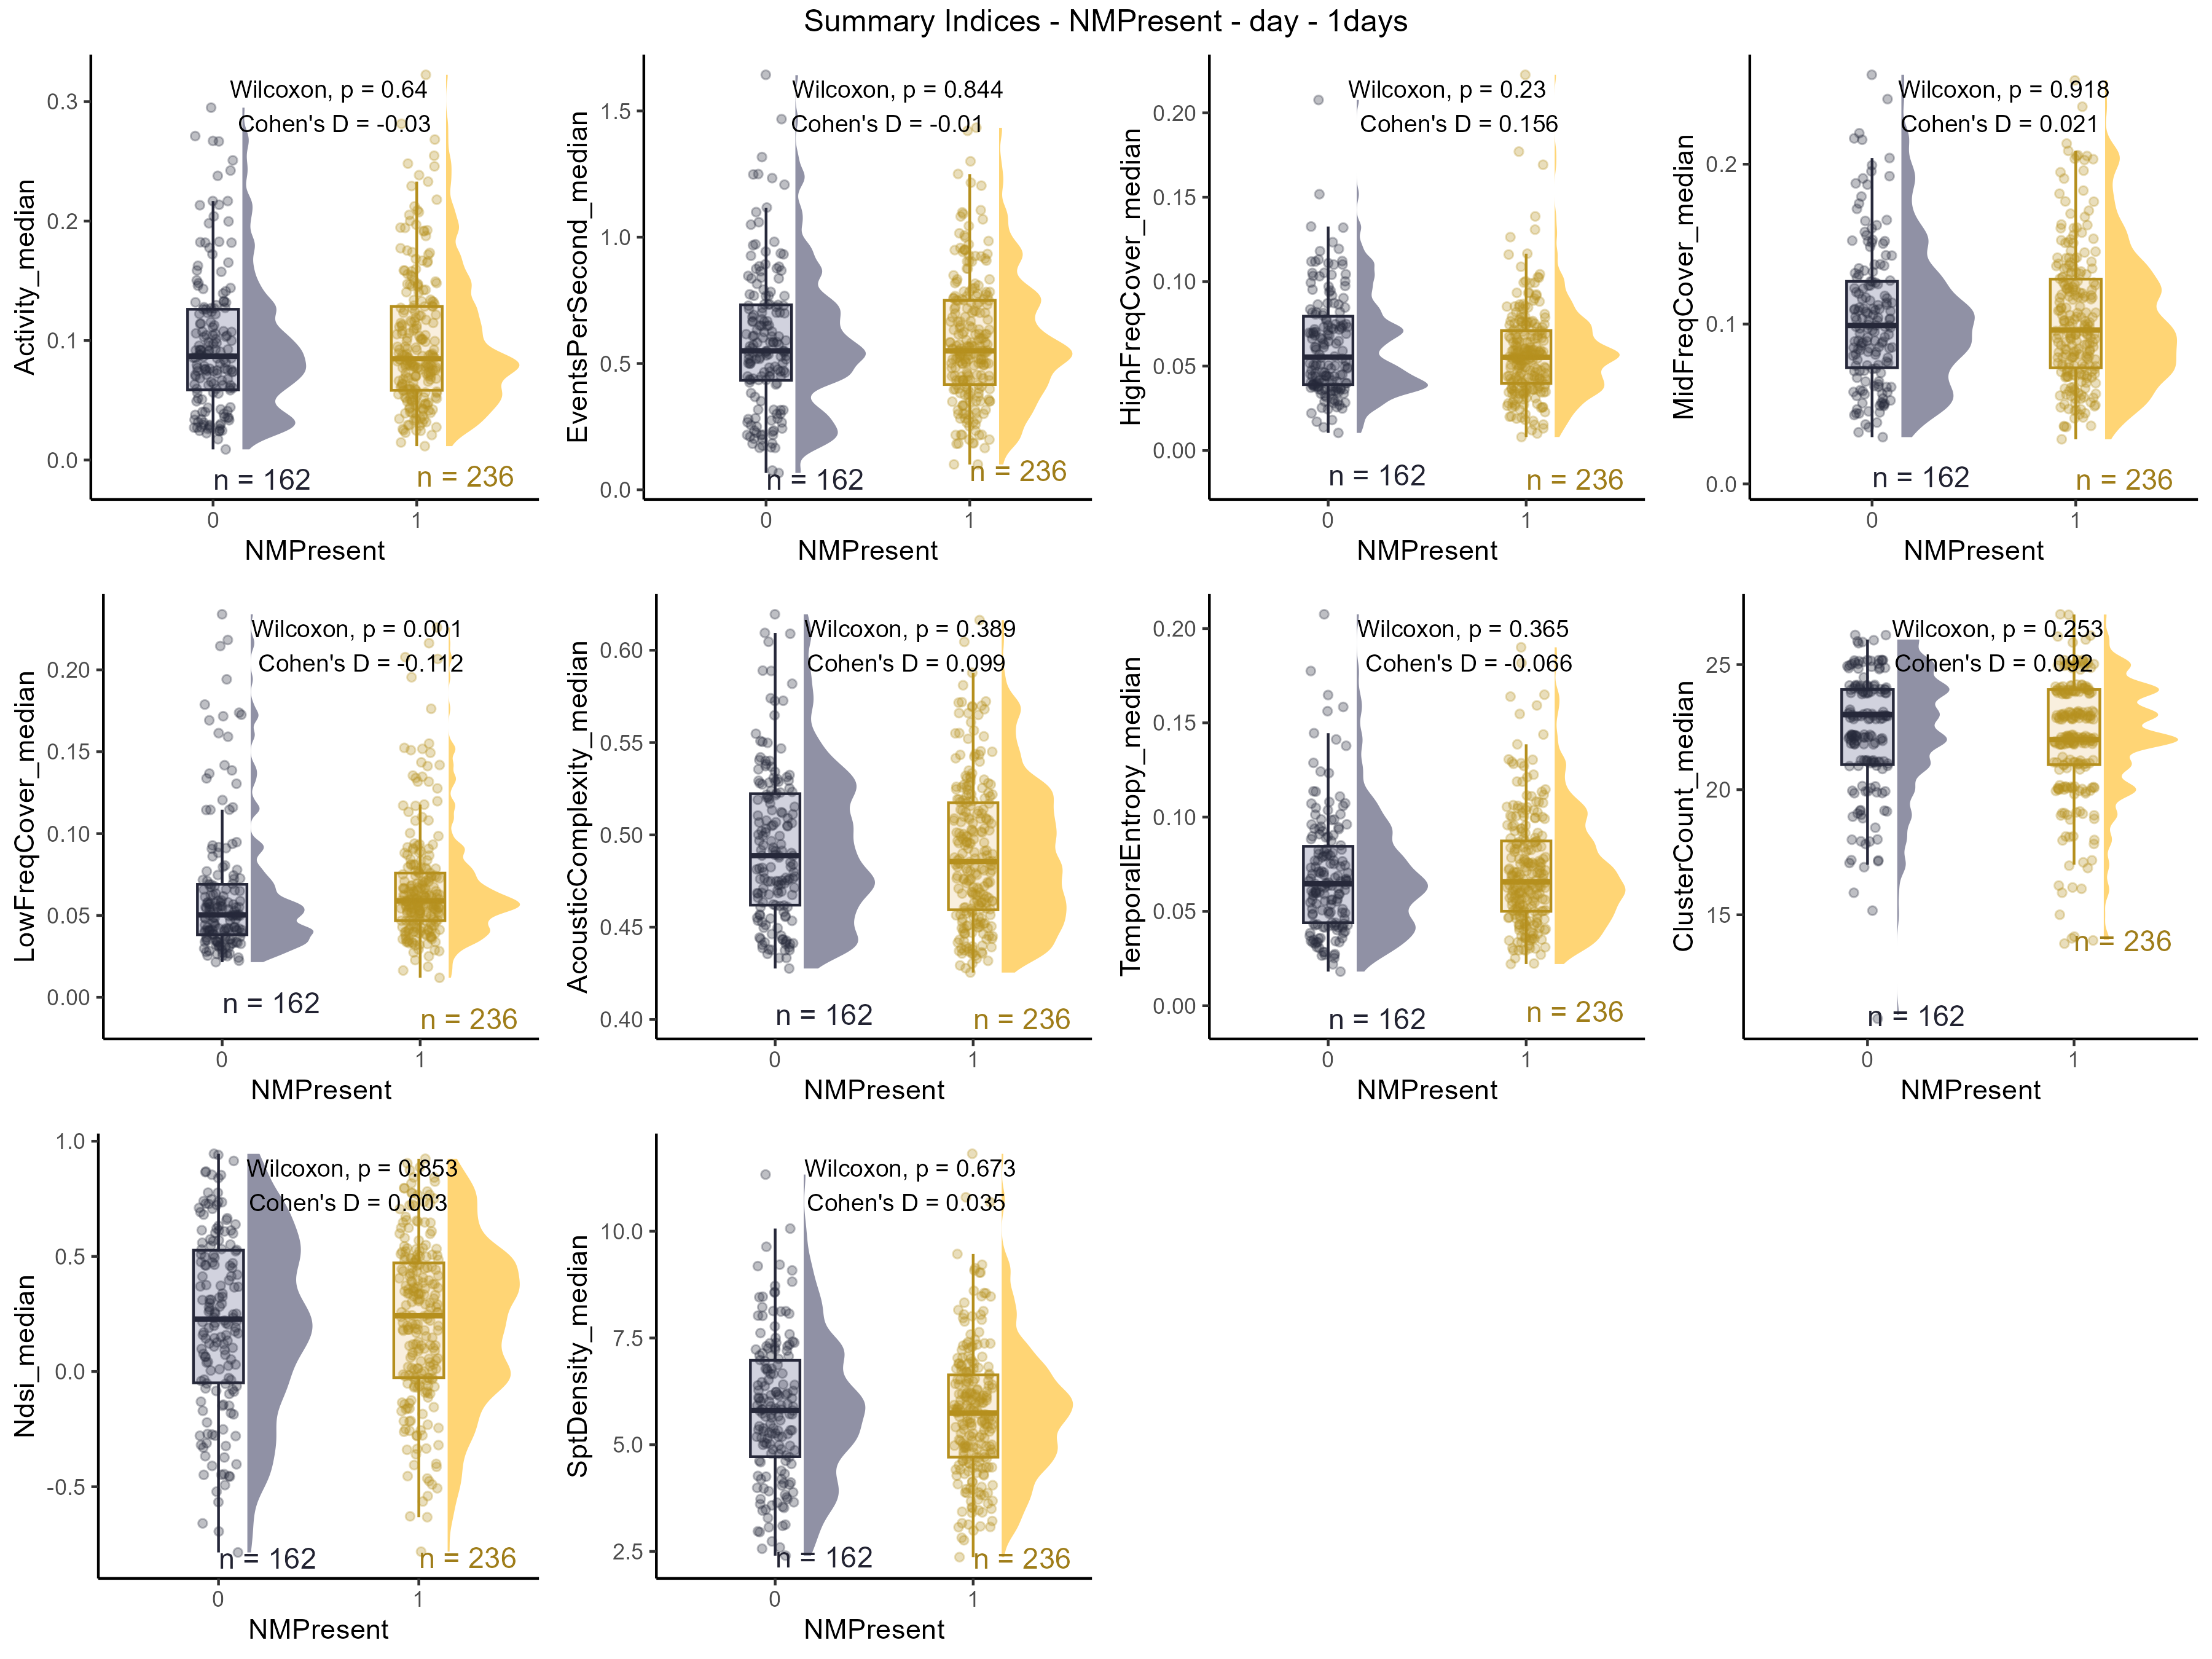 Summary Indices - NMPresent - day - 1days
Activity_median
0.3
0.2
0.1
0.0
Wilcoxon, p = 0.64
Cohen's D = -0.03
n = 162
n = 236
0
1
NMPresent
EventsPerSecond_median
1.5
1.0
0.5
0.0
Wilcoxon, p = 0.844
Cohen's D = -0.01
n = 162
n = 236
0
1
NMPresent
HighFreqCover_median
0.20
0.15
0.10
0.05
0.00
Wilcoxon, p = 0.23
Cohen's D = 0.156
n = 162
n = 236
0
1
NMPresent
MidFreqCover_median
0.2
0.1
0.0
Wilcoxon, p = 0.918
Cohen's D = 0.021
n = 162
n = 236
0
1
NMPresent
LowFreqCover_median
0.20
0.15
0.10
0.05
0.00
Wilcoxon, p = 0.001
Cohen's D = -0.112
n = 162
n = 236
0
1
NMPresent
AcousticComplexity_median
0.60
0.55
0.50
0.45
0.40
Wilcoxon, p = 0.389
Cohen's D = 0.099
n = 162
n = 236
0
1
NMPresent
TemporalEntropy_median
0.20
0.15
0.10
0.05
0.00
Wilcoxon, p = 0.365
Cohen's D = -0.066
n = 162
n = 236
0
1
NMPresent
ClusterCount_median
25
20
15
Wilcoxon, p = 0.253
Cohen's D = 0.092
n = 162
n = 236
0
1
NMPresent
Ndsi_median
1.0
0.5
0.0
-0.5
Wilcoxon, p = 0.853
Cohen's D = 0.003
n = 162
n = 236
0
1
NMPresent
SptDensity_median
10.0
7.5
5.0
2.5
Wilcoxon, p = 0.673
Cohen's D = 0.035
n = 162
n = 236
0
1
NMPresent